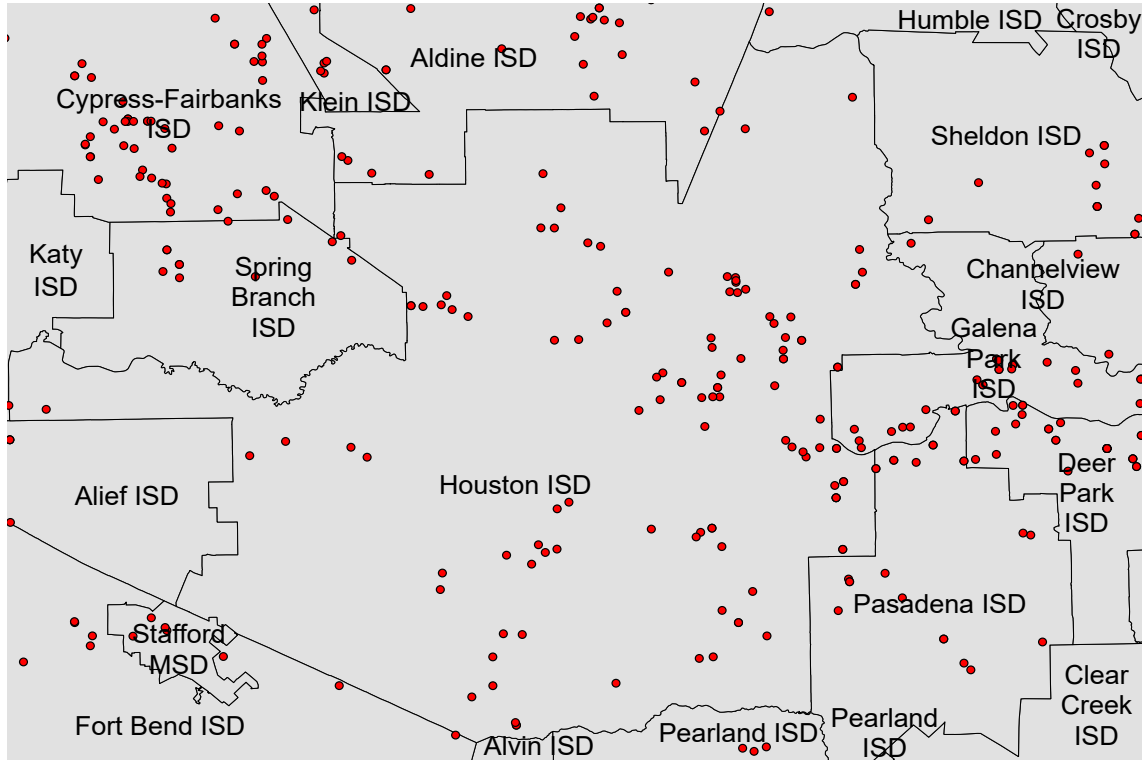 Humble ISD
Crosby
ISD
Aldine ISD
Cypress-Fairbanks
ISD
Klein ISD
Sheldon ISD
Katy
ISD
Spring
Branch
ISD
Channelview
ISD
Galena
Park
ISD
Houston ISD
Alief ISD
Deer
Park
ISD
Pasadena ISD
Stafford
MSD
Clear
Creek
ISD
Fort Bend ISD
Alvin ISD
Pearland ISD
Pearland
ISD